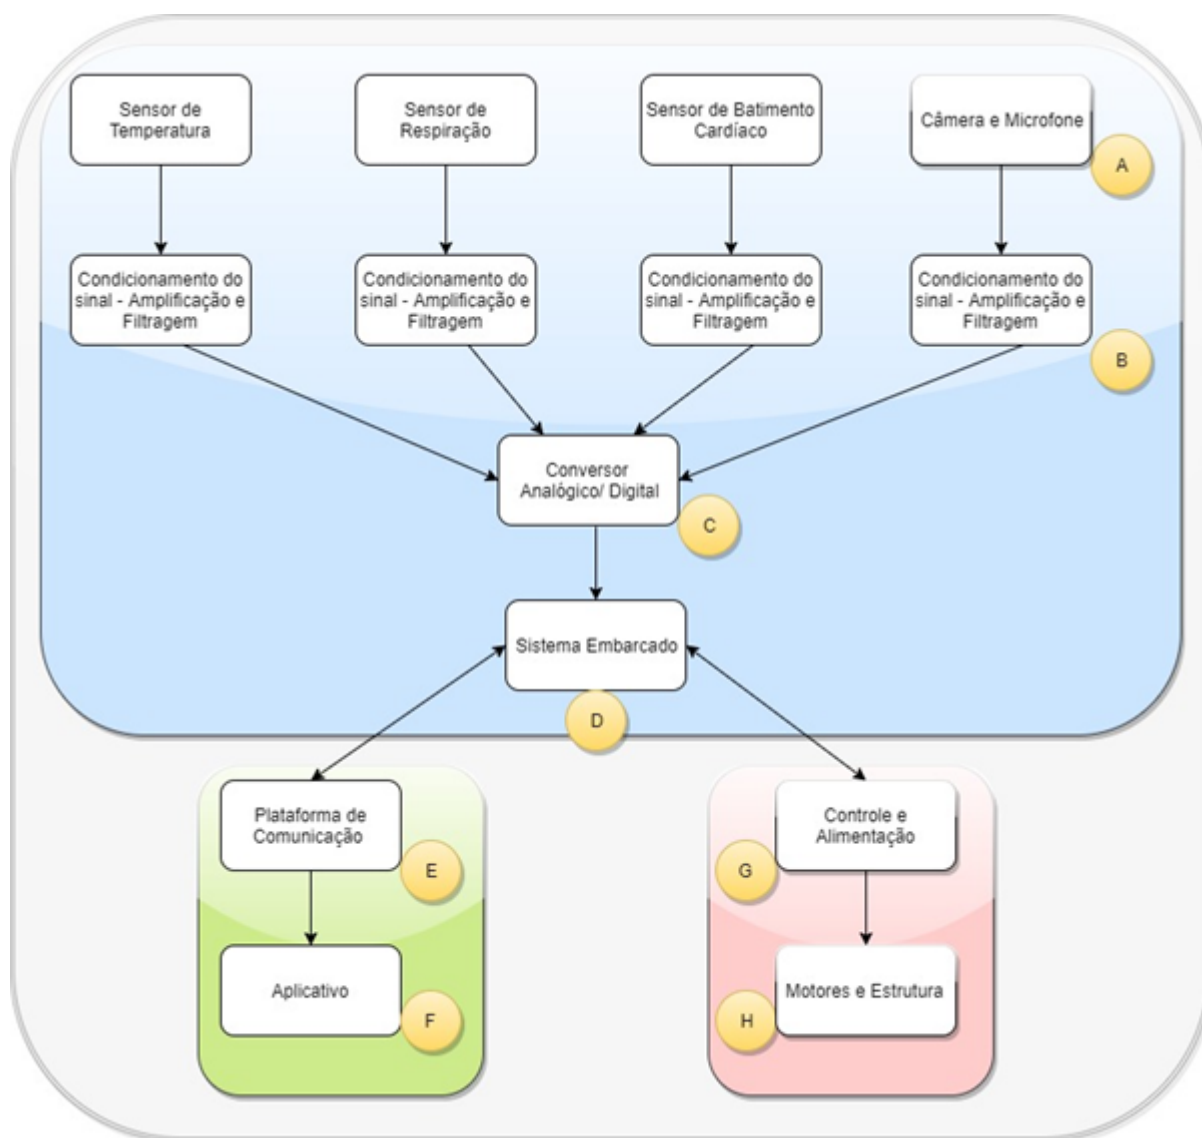 Sensor de
Temperatura
Sensor de
Respiração
Sensor de Batimento
Cardíaco
Câmera e Microfone
A
Condicionamento do
sinal - Amplificação e
Filtragem
Condicionamento do
sinal - Amplificação e
Filtragem
Condicionamento do
sinal - Amplificação e
Filtragem
Condicionamento do
sinal - Amplificação e
Filtragem
B
Conversor
Analógico/ Digital
C
Sistema Embarcado
D
Plataforma de
Comunicação
E
Aplicativo
F
Controle e
Alimentação
G
Motores e Estrutura
H